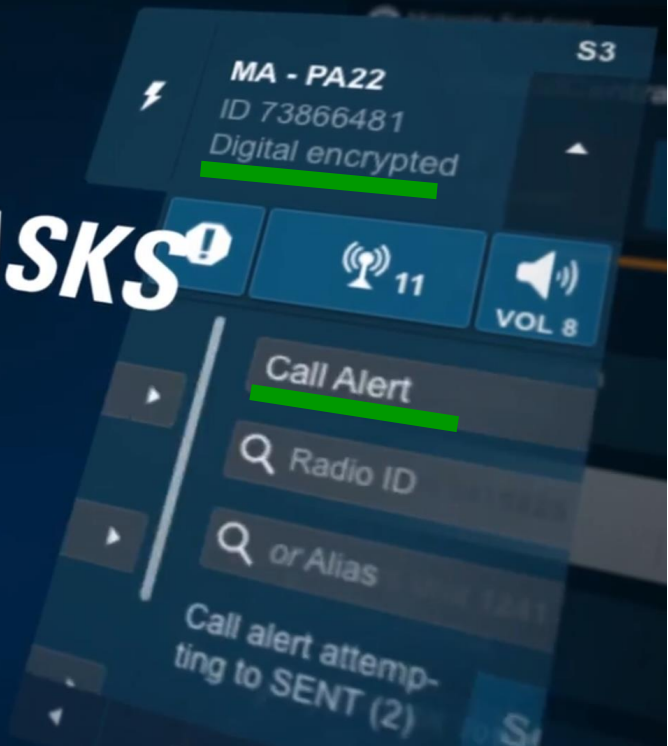 S3
MA - PA22
ID 73866481
Digital encrypted
ASKS
11
VOL 8
Call Alert
Radio ID
or Alias
Call alert attemp-
ting to SENT (2)